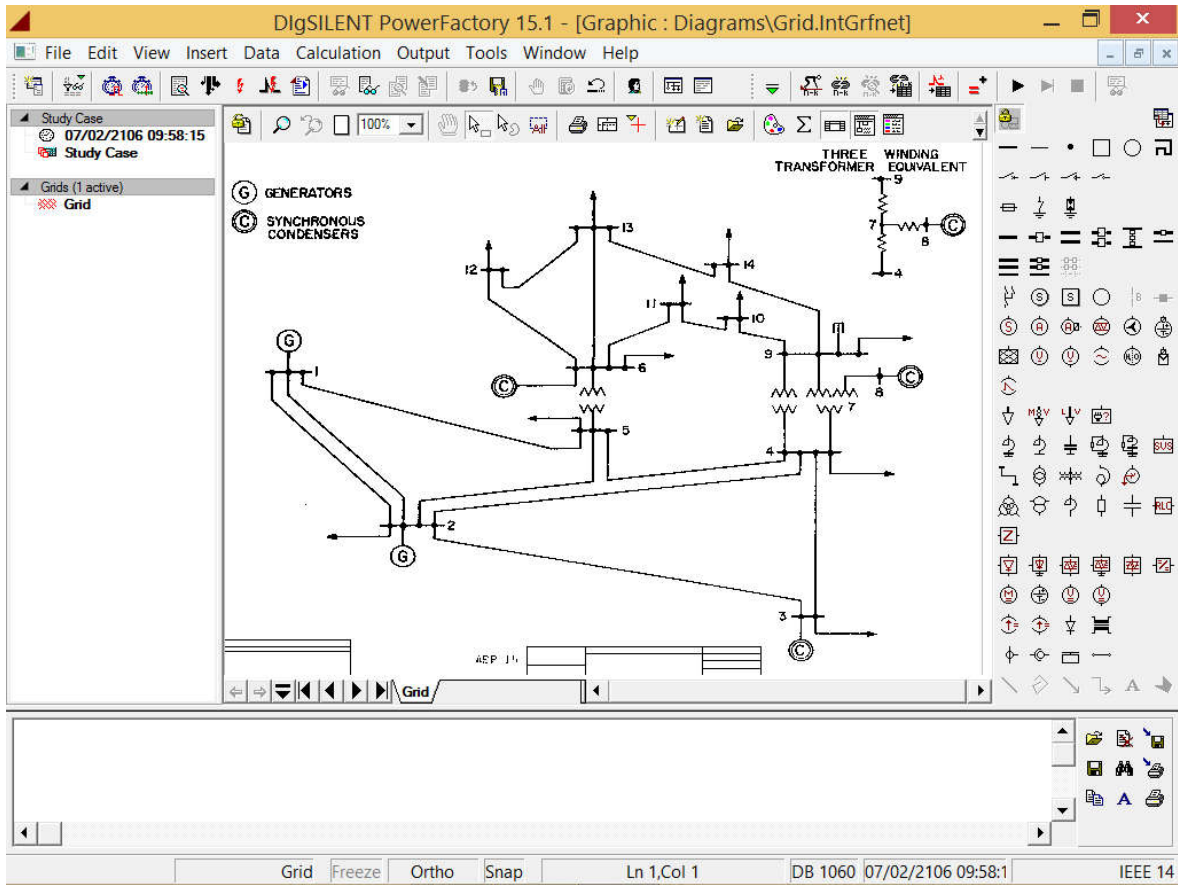 DIgSILENT PowerFactory 15.1 - [Graphic : Diagrams\Grid.IntGrfnet]
File Edit View Insert Data Calculation Output Tools Window Help
Study Case
07/02/2106 09:58:15
Study Case
Grids (1 active)
Grid
100%
THREE WINDING
TRANSFORMER EQUIVALENT
9
7
C
8
4
G GENERATORS
C SYNCHRONOUS
CONDENSERS
13
12
14
11
10
G
1
9
6
C
C
8
7
5
4
2
G
3
C
AEP 14
Grid
Grid Freeze Ortho Snap Ln 1,Col 1 DB 1060 07/02/2106 09:58:1 IEEE 14